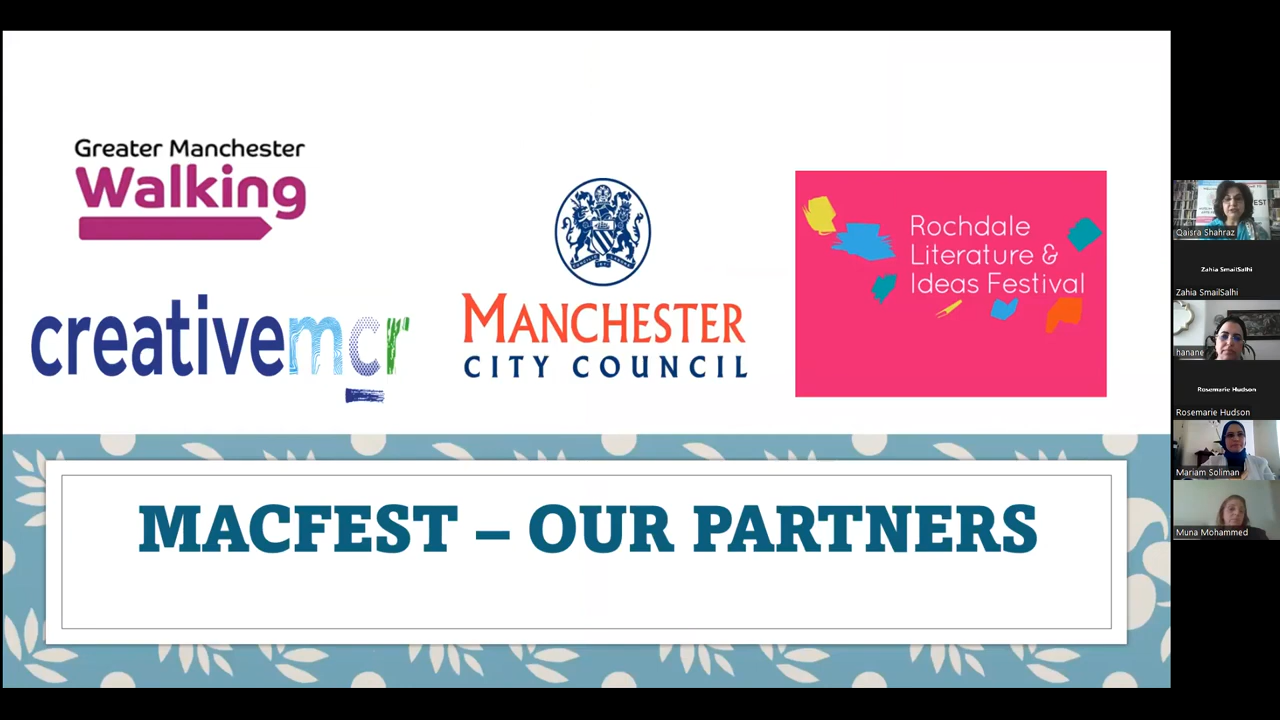 Greater Manchester
Walking
creativemcr
MANCHESTER
CITY COUNCIL
Rochdale
Literature &
Ideas Festival
MACFEST – OUR PARTNERS
Qaisra Shahraz
Zahia SmailSalhi
Zahia SmailSalhi
hanane
Rosemarie Hudson
Rosemarie Hudson
Mariam Soliman
Muna Mohammed